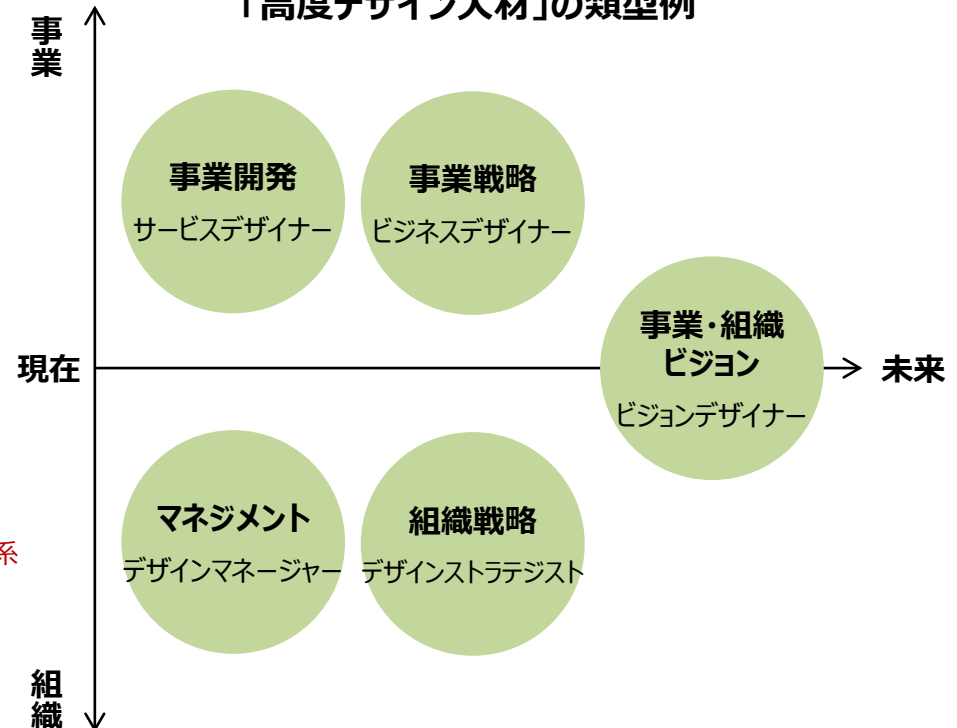 「高度デザイン人材」の類型例
事業
事業開発
サービスデザイナー
事業戦略
ビジネスデザイナー
事業・組織
ビジョン
ビジョンデザイナー
現在
未来
マネジメント
デザインマネージャー
組織戦略
デザインストラテジスト
系
組織